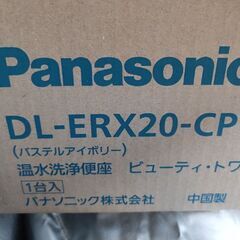 Panasonic
DL-ERX20-CP
(パステルアイボリー)
温水洗浄便座 ビューティ・トワ
1台入
パナソニック株式会社 中国製